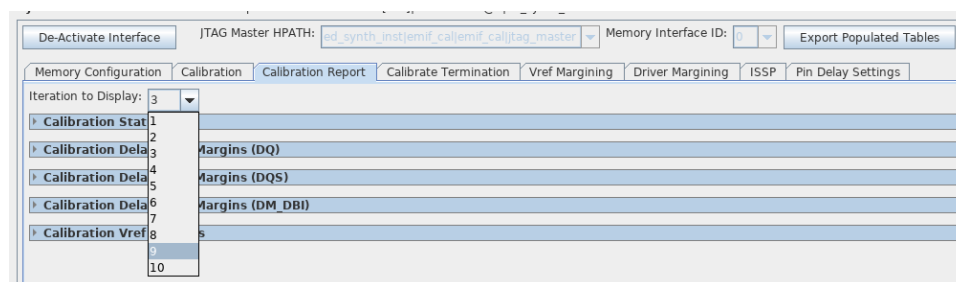 De-Activate Interface JTAG Master HPATH: ed_synth_inst|emif_cal|emif_cal|jtag_master Memory Interface ID: 0 Export Populated Tables
Memory Configuration Calibration Calibration Report Calibrate Termination Vref Margining Driver Margining ISSP Pin Delay Settings
Iteration to Display: 3
Calibration Stat
Calibration Dela Margins (DQ)
Calibration Dela Margins (DQS)
Calibration Dela Margins (DM_DBI)
Calibration Vref s
1
2
3
4
5
6
7
8
9
10